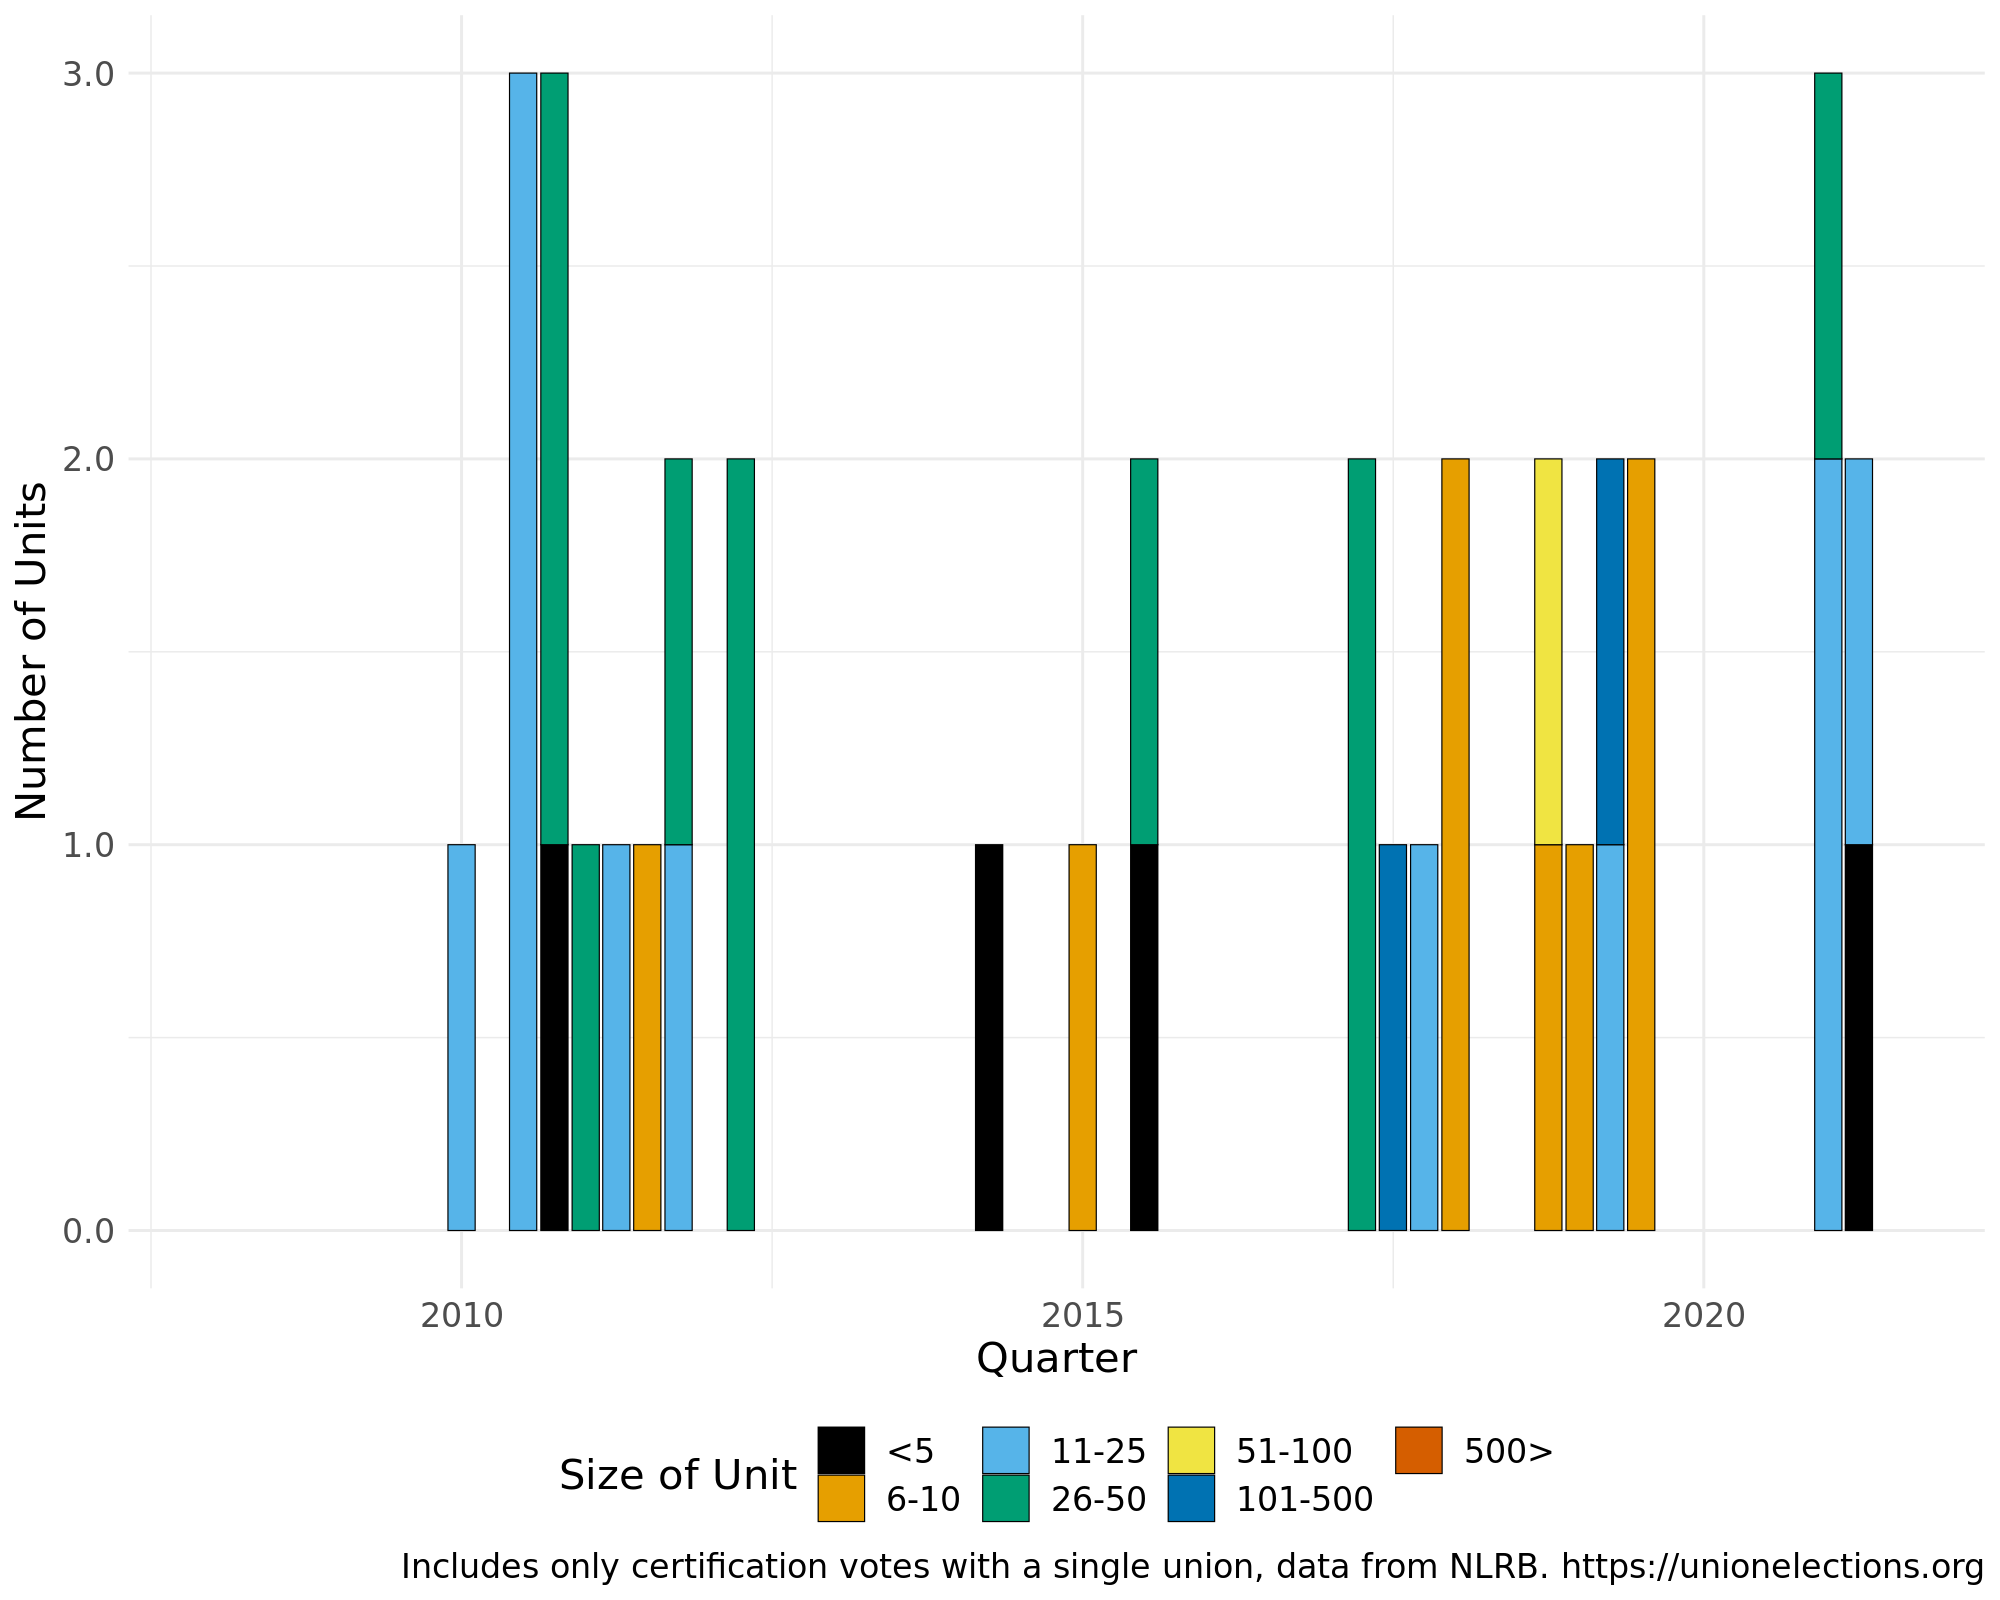 3.0
2.0
1.0
0.0
Number of Units
2010 2015 2020
Quarter
Size of Unit
<5 11-25 51-100 500>
6-10 26-50 101-500
Includes only certification votes with a single union, data from NLRB. https://unionelections.org